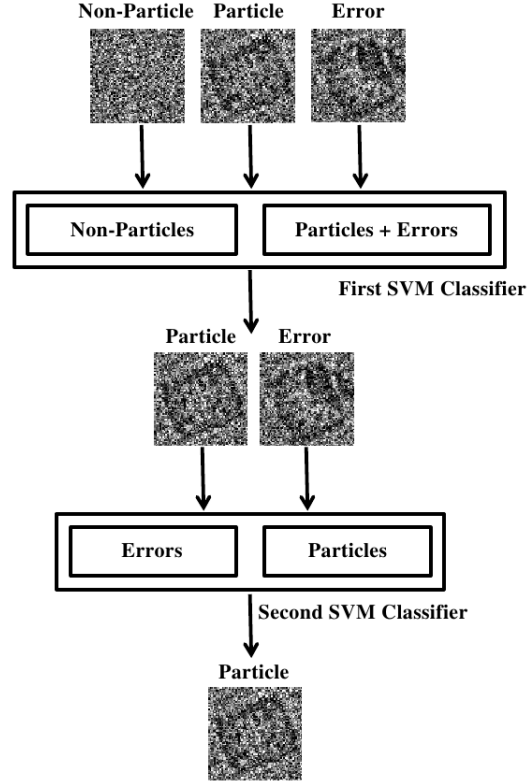 Non-Particle Particle Error
Non-Particles Particles + Errors
First SVM Classifier
Particle Error
Errors Particles
Second SVM Classifier
Particle